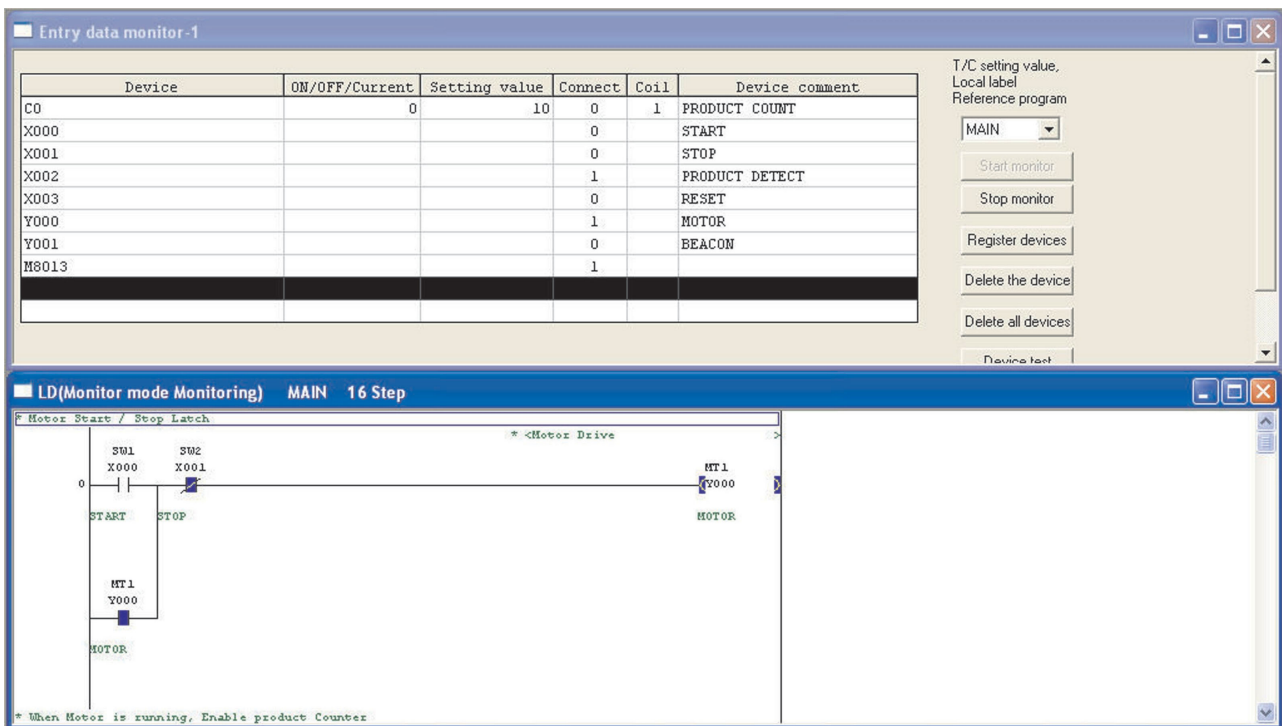 Entry data monitor-1
T/C setting value,
Local label
Reference program
MAIN
Start monitor
Stop monitor
Register devices
Delete the device
Delete all devices
Device test
Device ON/OFF/Current Setting value Connect Coil Device comment
C0 0 10 0 1 PRODUCT COUNT
X000 0 START
X001 0 STOP
X002 1 PRODUCT DETECT
X003 0 RESET
Y000 1 MOTOR
Y001 0 BEACON
M8013 1
LD(Monitor mode Monitoring) MAIN 16 Step
* Motor Start / Stop Latch
* <Motor Drive >
SW1 SW2
X000 X001 MT1
0 Y000
START STOP MOTOR
MT1
Y000
MOTOR
* When Motor is running, Enable product Counter